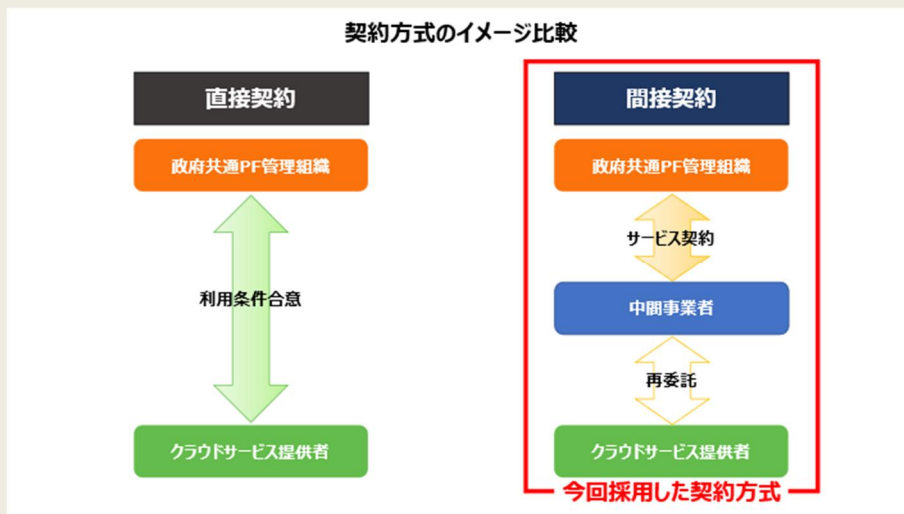 契約方式のイメージ比較
直接契約
政府共通PF管理組織
利用条件合意
クラウドサービス提供者
間接契約
政府共通PF管理組織
サービス契約
中間事業者
再委託
クラウドサービス提供者
今回採用した契約方式